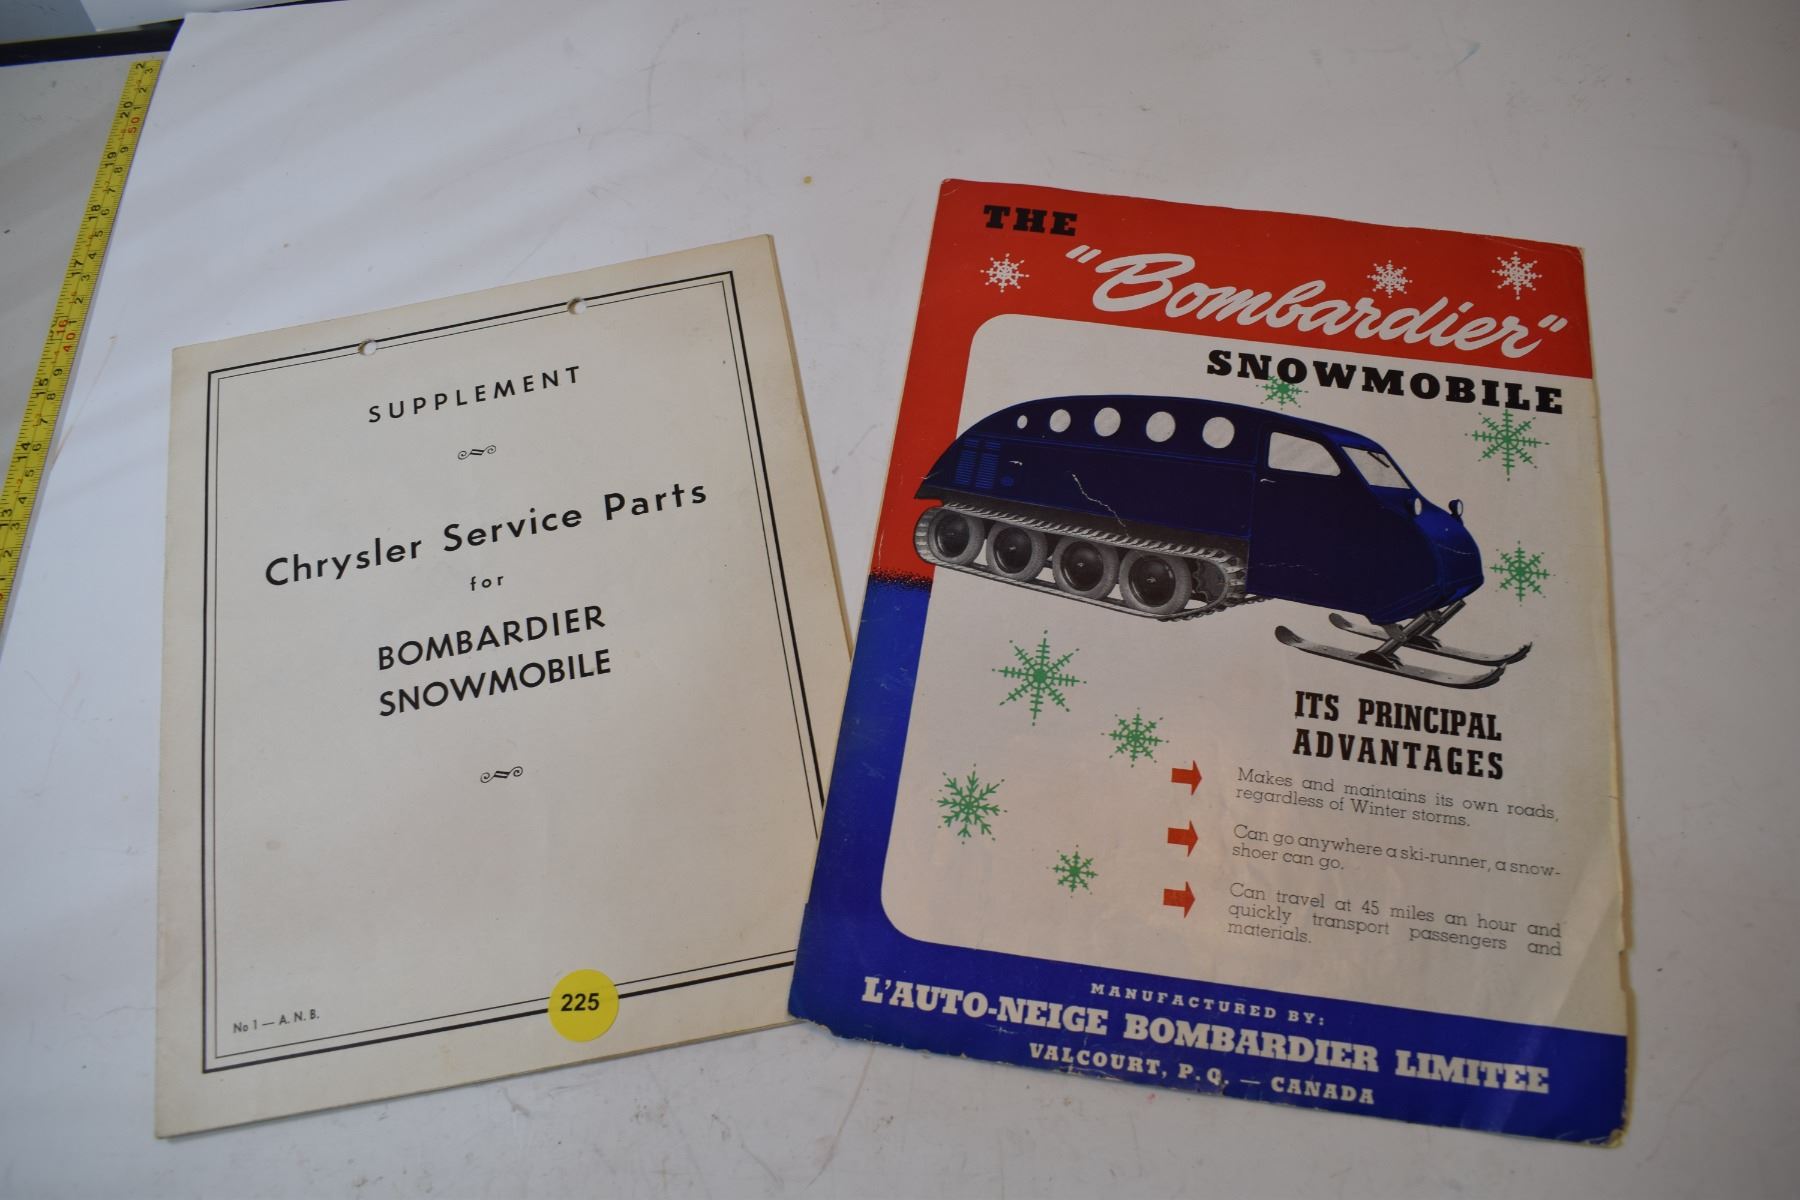 SUPPLEMENT
Chrysler Service Parts
for
BOMBARDIER
SNOWMOBILE
No 1 — A. N. B.
225
THE
"Bombardier"
SNOWMOBILE
ITS PRINCIPAL
ADVANTAGES
Makes and maintains its own roads,
regardless of Winter storms.
Can go anywhere a ski-runner, a snow-
shoer can go.
Can travel at 45 miles an hour and
quickly transport passengers and
materials.
MANUFACTURED BY:
L'AUTO-NEIGE BOMBARDIER LIMITEE
VALCOURT, P. Q. — CANADA